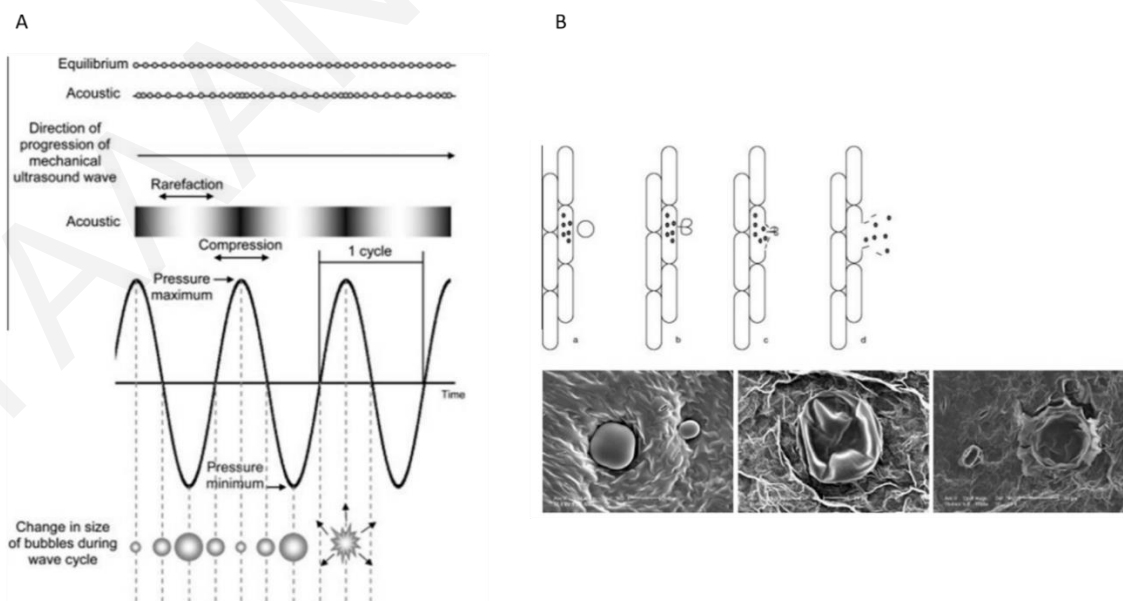 A
Equilibrium
Acoustic
Direction of
progression of
mechanical
ultrasound wave
Rarefaction
Acoustic
Compression
1 cycle
Pressure
maximum
Time
Pressure
minimum
Change in size
of bubbles during
wave cycle
B
a
b
c
d